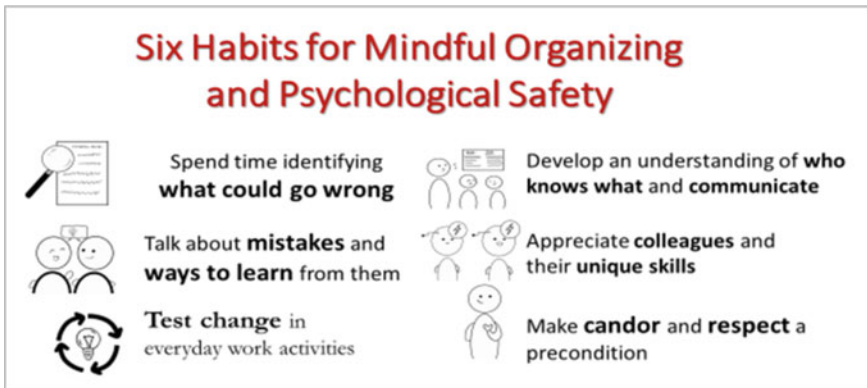 Six Habits for Mindful Organizing
and Psychological Safety
Spend time identifying
what could go wrong
Talk about mistakes and
ways to learn from them
Test change in
everyday work activities
Develop an understanding of who
knows what and communicate
Appreciate colleagues and
their unique skills
Make candor and respect a
precondition